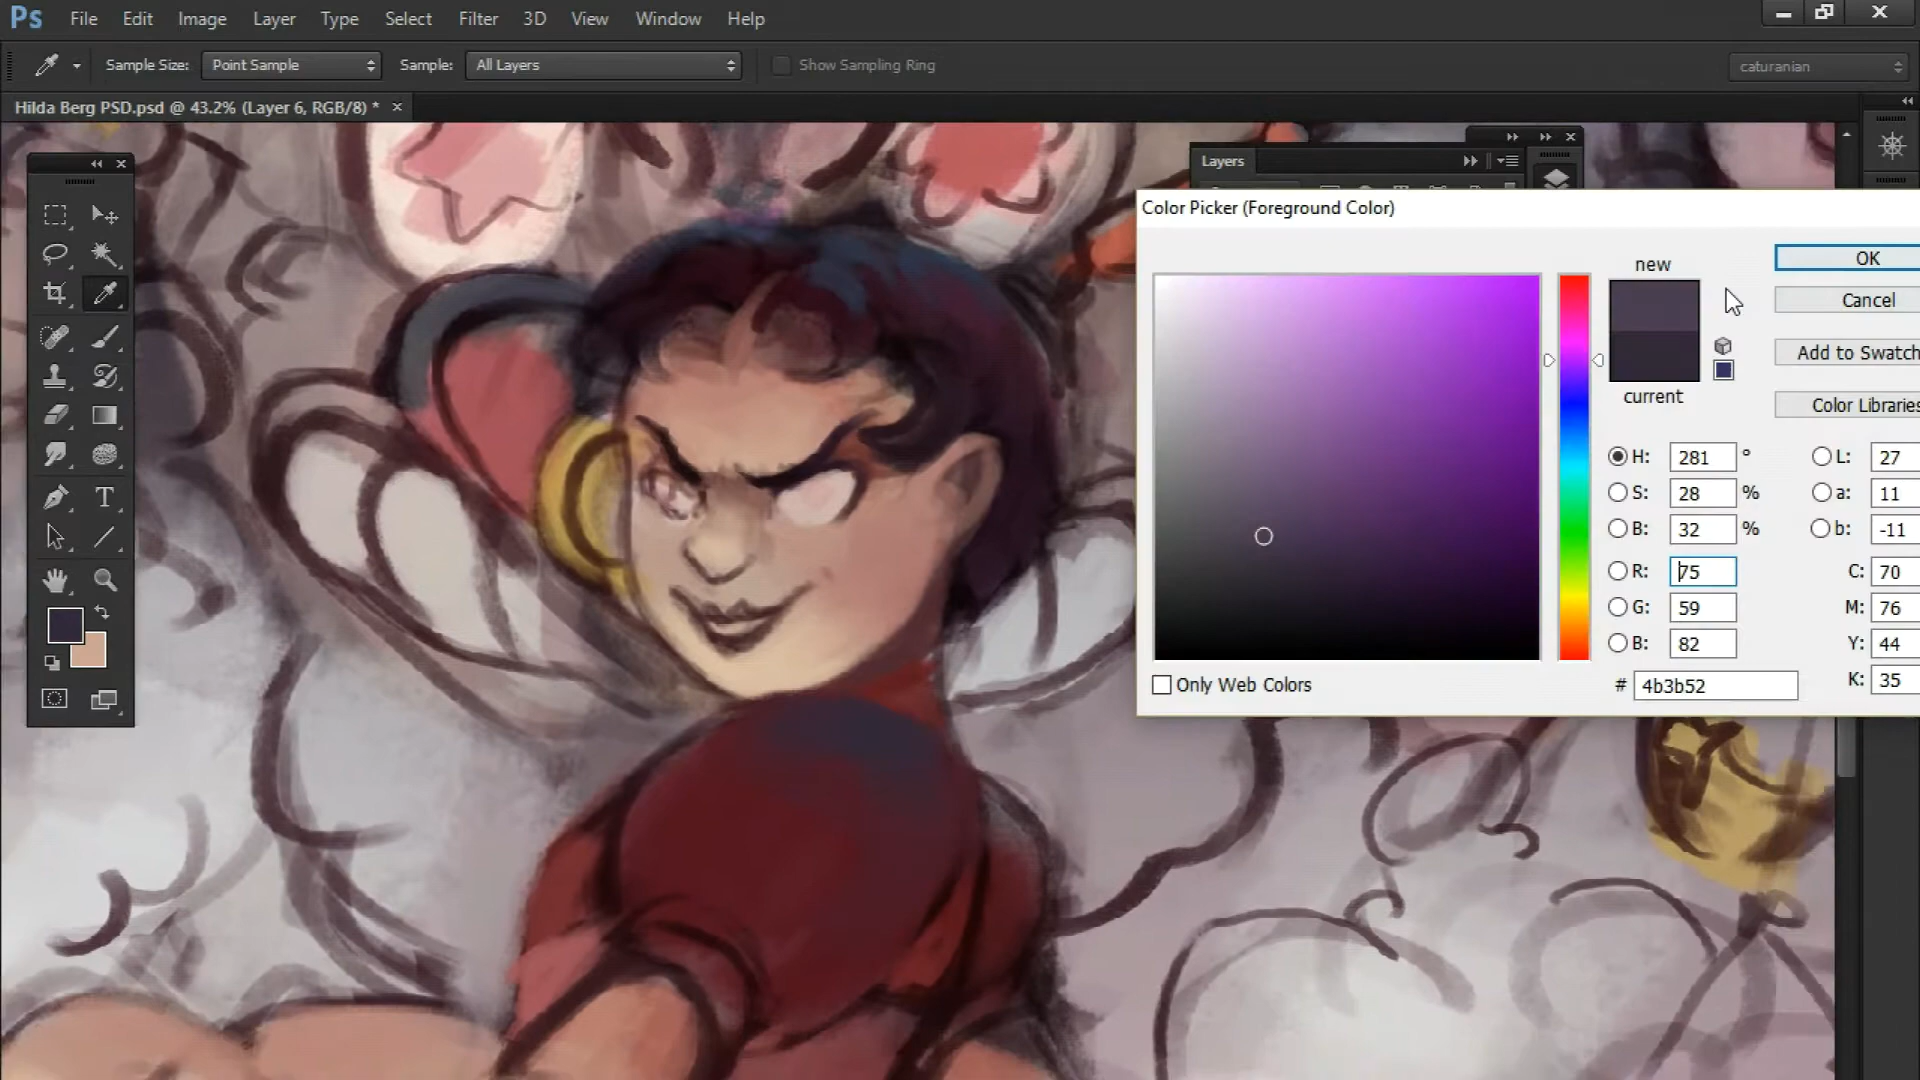 Ps File Edit Image Layer Type Select Filter 3D View Window Help
Sample Size: Point Sample Sample: All Layers Show Sampling Ring caturanian
Hilda Berg PSD.psd @ 43.2% (Layer 6, RGB/8) * ×
Layers
Color Picker (Foreground Color)
new
OK
Cancel
Add to Swatch
current
Color Libraries
H: 281 ° L: 27
S: 28 % a: 11
B: 32 % b: -11
R: 75 C: 70
G: 59 M: 76
B: 82 Y: 44
Only Web Colors # 4b3b52 K: 35
T